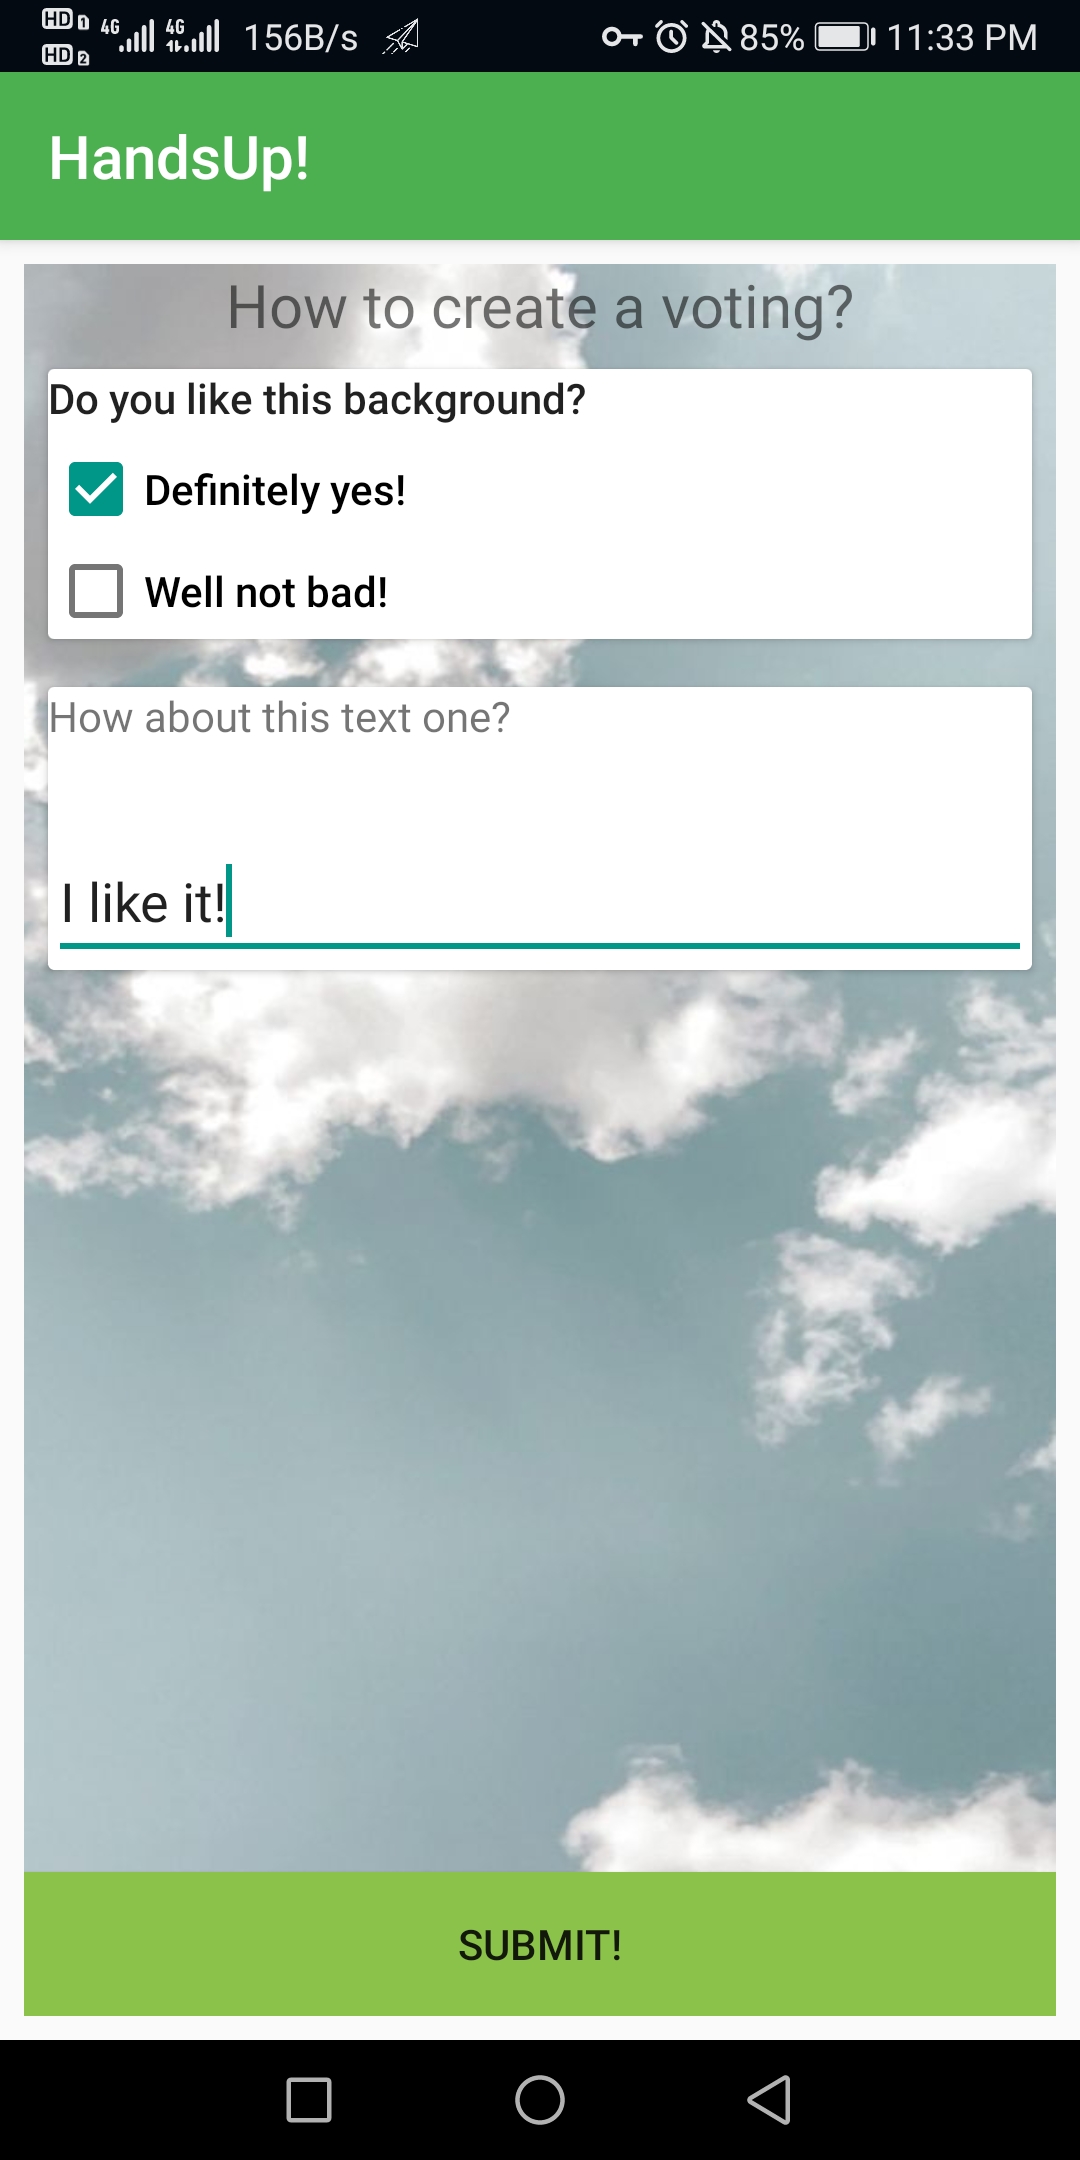 HD 1 4G 4G 156B/s 85% 11:33 PM
HD 2
HandsUp!
How to create a voting?
Do you like this background?
Definitely yes!
Well not bad!
How about this text one?
I like it!
SUBMIT!